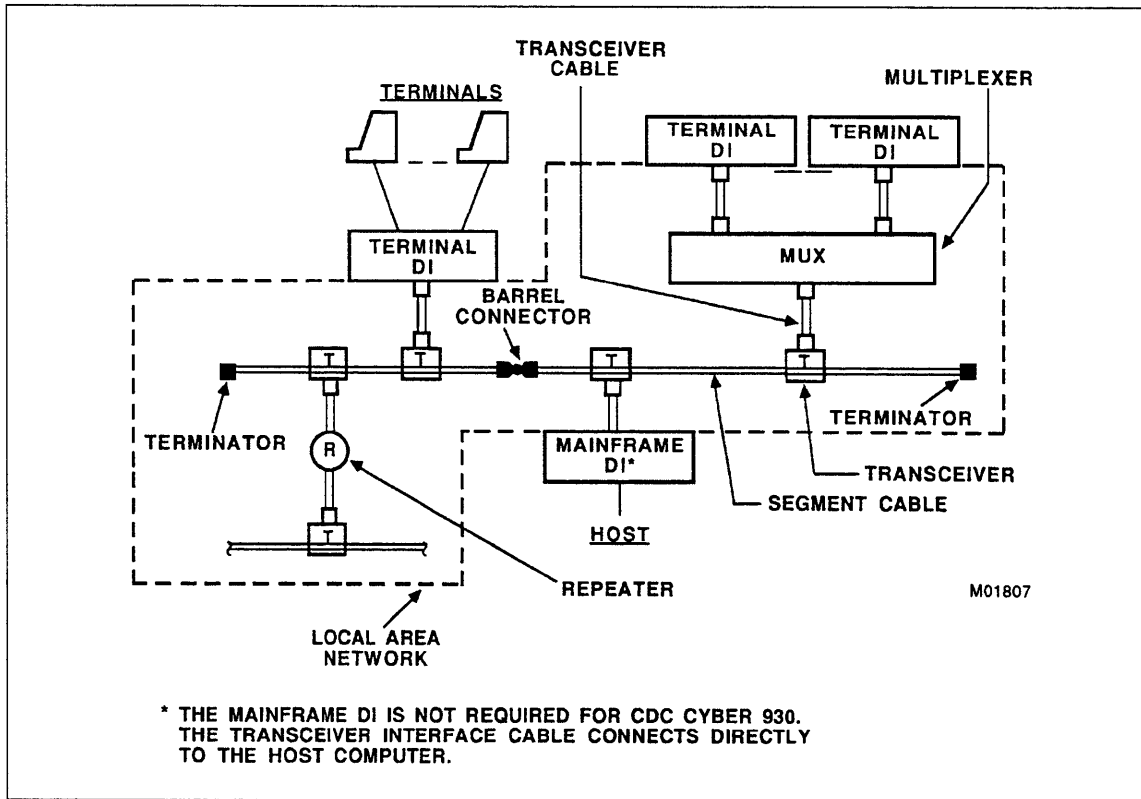 TRANSCEIVER
CABLE
MULTIPLEXER
TERMINALS
TERMINAL
DI
TERMINAL
DI
TERMINAL
DI
MUX
BARREL
CONNECTOR
T
T
T
T
TERMINATOR
TERMINATOR
R
MAINFRAME
DI*
TRANSCEIVER
SEGMENT CABLE
HOST
T
REPEATER
M01807
LOCAL AREA
NETWORK
* THE MAINFRAME DI IS NOT REQUIRED FOR CDC CYBER 930.
THE TRANSCEIVER INTERFACE CABLE CONNECTS DIRECTLY
TO THE HOST COMPUTER.